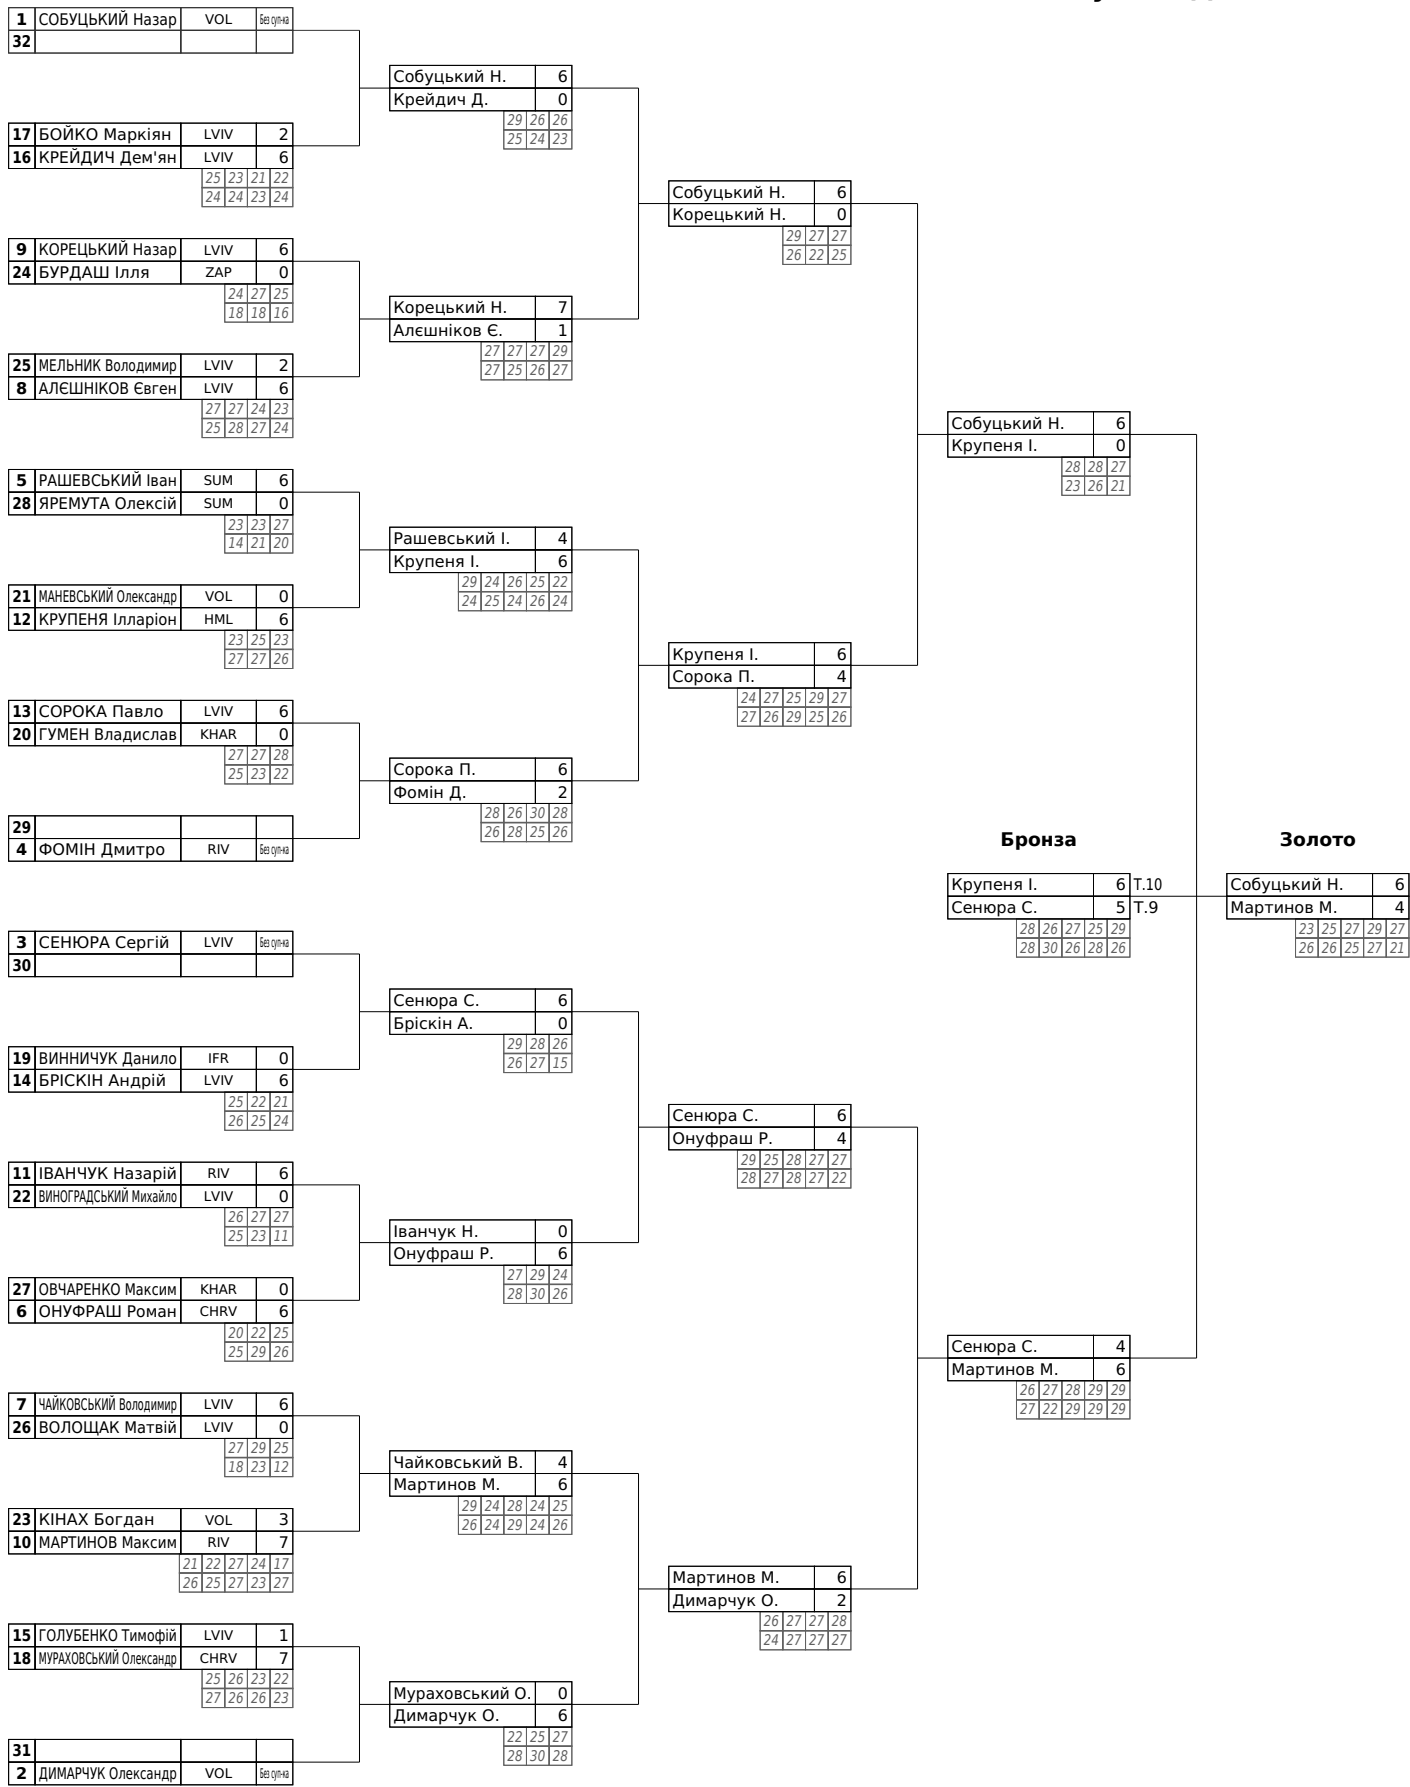 1 СОБУЦЬКИЙ Назар VOL Без суп-ка
32
Собуцький Н. 6
Крейдич Д. 0
29 26 26
25 24 23
17 БОЙКО Маркіян LVIV 2
16 КРЕЙДИЧ Дем'ян LVIV 6
25 23 21 22
24 24 23 24
Собуцький Н. 6
Корецький Н. 0
29 27 27
26 22 25
9 КОРЕЦЬКИЙ Назар LVIV 6
24 БУРДАШ Ілля ZAP 0
24 27 25
18 18 16
Корецький Н. 7
Алєшніков Є. 1
27 27 27 29
27 25 26 27
25 МЕЛЬНИК Володимир LVIV 2
8 АЛЄШНІКОВ Євген LVIV 6
27 27 24 23
25 28 27 24
Собуцький Н. 6
Крупеня І. 0
28 28 27
23 26 21
5 РАШЕВСЬКИЙ Іван SUM 6
28 ЯРЕМУТА Олексій SUM 0
23 23 27
14 21 20
Рашевський І. 4
Крупеня І. 6
29 24 26 25 22
24 25 24 26 24
21 МАНЕВСЬКИЙ Олександр VOL 0
12 КРУПЕНЯ Ілларіон HML 6
23 25 23
27 27 26
Крупеня І. 6
Сорока П. 4
24 27 25 29 27
27 26 29 25 26
13 СОРОКА Павло LVIV 6
20 ГУМЕН Владислав KHAR 0
27 27 28
25 23 22
Сорока П. 6
Фомін Д. 2
28 26 30 28
26 28 25 26
29
4 ФОМІН Дмитро RIV Без суп-ка
Бронза Золото
Крупеня І. 6 T.10 Собуцький Н. 6
Сенюра С. 5 T.9 Мартинов М. 4
28 26 27 25 29 23 25 27 29 27
28 30 26 28 26 26 26 25 27 21
3 СЕНЮРА Сергій LVIV Без суп-ка
30
Сенюра С. 6
Бріскін А. 0
29 28 26
26 27 15
19 ВИННИЧУК Данило IFR 0
14 БРІСКІН Андрій LVIV 6
25 22 21
26 25 24
Сенюра С. 6
Онуфраш Р. 4
29 25 28 27 27
28 27 28 27 22
11 ІВАНЧУК Назарій RIV 6
22 ВИНОГРАДСЬКИЙ Михайло LVIV 0
26 27 27
25 23 11
Іванчук Н. 0
Онуфраш Р. 6
27 29 24
28 30 26
27 ОВЧАРЕНКО Максим KHAR 0
6 ОНУФРАШ Роман CHRV 6
20 22 25
25 29 26
Сенюра С. 4
Мартинов М. 6
26 27 28 29 29
27 22 29 29 29
7 ЧАЙКОВСЬКИЙ Володимир LVIV 6
26 ВОЛОЩАК Матвій LVIV 0
27 29 25
18 23 12
Чайковський В. 4
Мартинов М. 6
29 24 28 24 25
26 24 29 24 26
23 КІНАХ Богдан VOL 3
10 МАРТИНОВ Максим RIV 7
21 22 27 24 17
26 25 27 23 27
Мартинов М. 6
Димарчук О. 2
26 27 27 28
24 27 27 27
15 ГОЛУБЕНКО Тимофій LVIV 1
18 МУРАХОВСЬКИЙ Олександр CHRV 7
25 26 23 22
27 26 26 23
Мураховський О. 0
Димарчук О. 6
22 25 27
28 30 28
31
2 ДИМАРЧУК Олександр VOL Без суп-ка